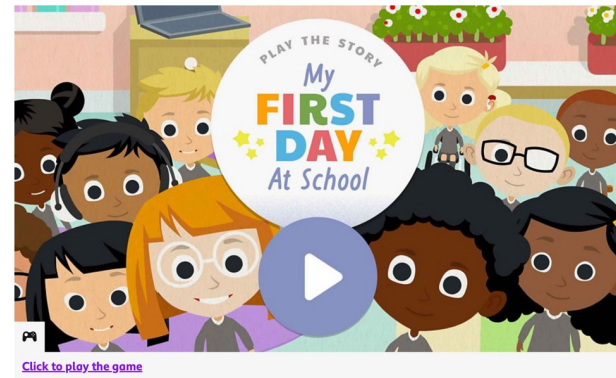 PLAY THE STORY
My
FIRST
DAY
At School
Click to play the game